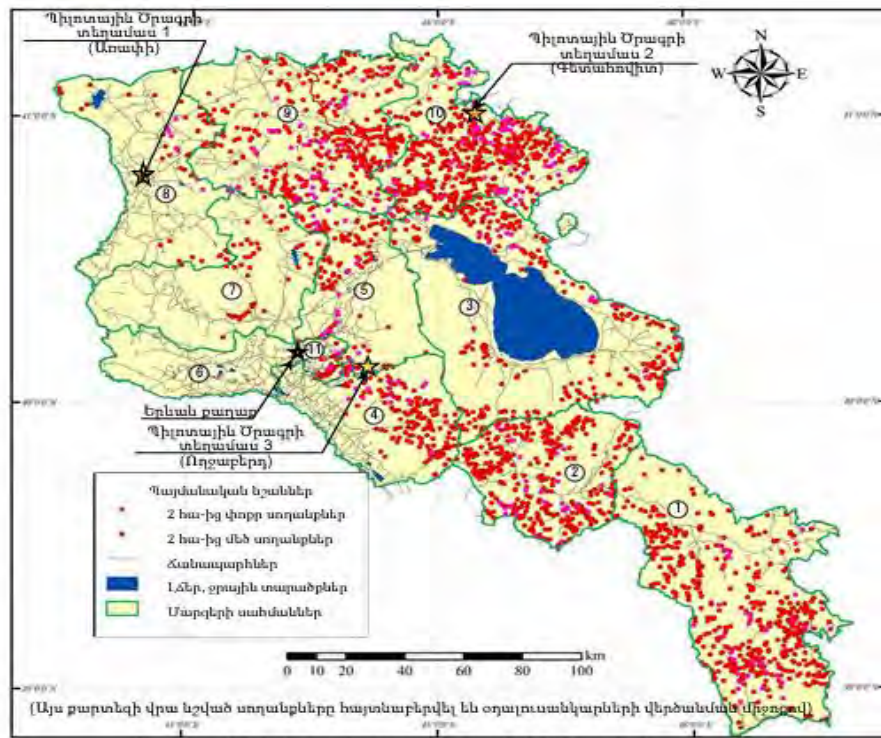 Պիլոտային Ծրագրի
տեղամաս 1
(Առափի)
Պիլոտային Ծրագրի
տեղամաս 2
(Գետահովիտ)
N
W E
S
9
10
8
7
5
3
11
6
4
2
1
Երևան քաղաք
Պիլոտային Ծրագրի
տեղամաս 3
(Ողջաբերդ)
Պայմանական նշաններ
2 հա-ից փոքր սողանքներ
2 հա-ից մեծ սողանքներ
Ճանապարհներ
Լճեր, ջրային տարածքներ
Մարզերի սահմաններ
km
0 10 20 40 60 80 100
(Այս քարտեզի վրա նշված սողանքները հայտնաբերվել են օդալուսանկարների վերծանման միջոցով)